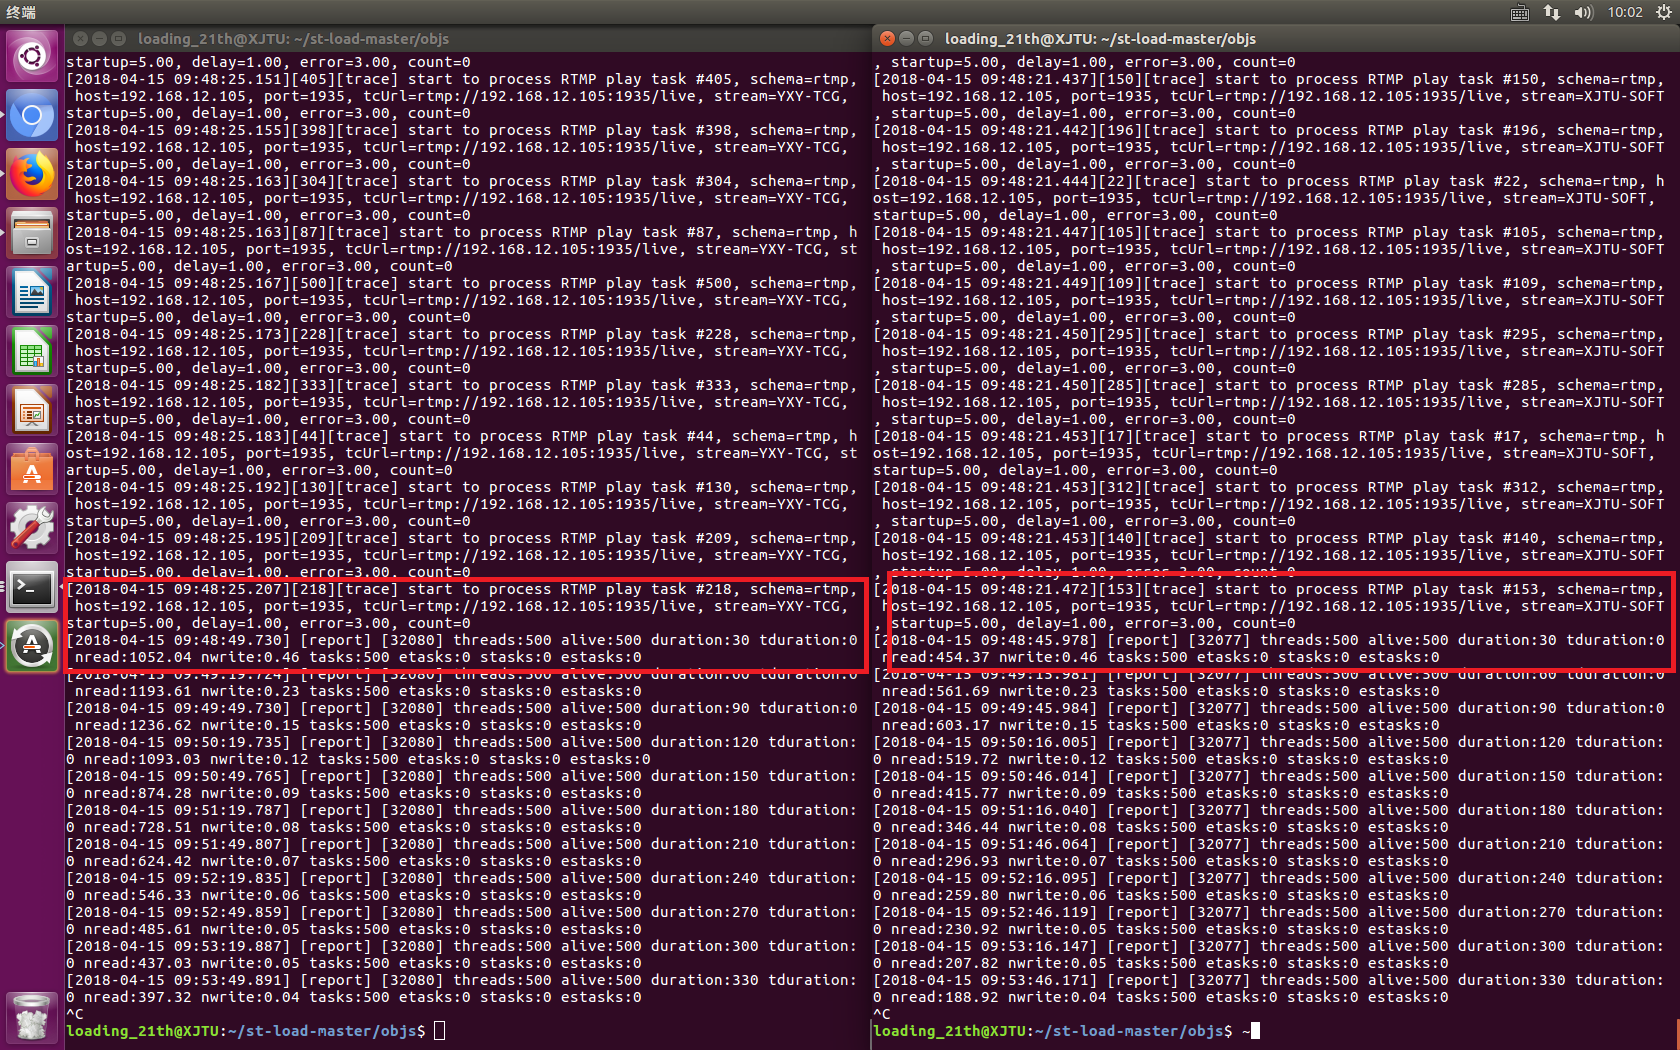 终端
10:02
loading_21th@XJTU: ~/st-load-master/objs
startup=5.00, delay=1.00, error=3.00, count=0
[2018-04-15 09:48:25.151][405][trace] start to process RTMP play task #405, schema=rtmp,
host=192.168.12.105, port=1935, tcUrl=rtmp://192.168.12.105:1935/live, stream=YXY-TCG,
startup=5.00, delay=1.00, error=3.00, count=0
[2018-04-15 09:48:25.155][398][trace] start to process RTMP play task #398, schema=rtmp,
host=192.168.12.105, port=1935, tcUrl=rtmp://192.168.12.105:1935/live, stream=YXY-TCG,
startup=5.00, delay=1.00, error=3.00, count=0
[2018-04-15 09:48:25.163][304][trace] start to process RTMP play task #304, schema=rtmp,
host=192.168.12.105, port=1935, tcUrl=rtmp://192.168.12.105:1935/live, stream=YXY-TCG,
startup=5.00, delay=1.00, error=3.00, count=0
[2018-04-15 09:48:25.163][87][trace] start to process RTMP play task #87, schema=rtmp, h
ost=192.168.12.105, port=1935, tcUrl=rtmp://192.168.12.105:1935/live, stream=YXY-TCG, st
artup=5.00, delay=1.00, error=3.00, count=0
[2018-04-15 09:48:25.167][500][trace] start to process RTMP play task #500, schema=rtmp,
host=192.168.12.105, port=1935, tcUrl=rtmp://192.168.12.105:1935/live, stream=YXY-TCG,
startup=5.00, delay=1.00, error=3.00, count=0
[2018-04-15 09:48:25.173][228][trace] start to process RTMP play task #228, schema=rtmp,
host=192.168.12.105, port=1935, tcUrl=rtmp://192.168.12.105:1935/live, stream=YXY-TCG,
startup=5.00, delay=1.00, error=3.00, count=0
[2018-04-15 09:48:25.182][333][trace] start to process RTMP play task #333, schema=rtmp,
host=192.168.12.105, port=1935, tcUrl=rtmp://192.168.12.105:1935/live, stream=YXY-TCG,
startup=5.00, delay=1.00, error=3.00, count=0
[2018-04-15 09:48:25.183][44][trace] start to process RTMP play task #44, schema=rtmp, h
ost=192.168.12.105, port=1935, tcUrl=rtmp://192.168.12.105:1935/live, stream=YXY-TCG, st
artup=5.00, delay=1.00, error=3.00, count=0
[2018-04-15 09:48:25.192][130][trace] start to process RTMP play task #130, schema=rtmp,
host=192.168.12.105, port=1935, tcUrl=rtmp://192.168.12.105:1935/live, stream=YXY-TCG,
startup=5.00, delay=1.00, error=3.00, count=0
[2018-04-15 09:48:25.195][209][trace] start to process RTMP play task #209, schema=rtmp,
host=192.168.12.105, port=1935, tcUrl=rtmp://192.168.12.105:1935/live, stream=YXY-TCG,
startup=5.00, delay=1.00, error=3.00, count=0
[2018-04-15 09:48:25.207][218][trace] start to process RTMP play task #218, schema=rtmp,
host=192.168.12.105, port=1935, tcUrl=rtmp://192.168.12.105:1935/live, stream=YXY-TCG,
startup=5.00, delay=1.00, error=3.00, count=0
[2018-04-15 09:48:49.730] [report] [32080] threads:500 alive:500 duration:30 tduration:0
nread:1052.04 nwrite:0.46 tasks:500 etasks:0 stasks:0 estasks:0
[2018-04-15 09:49:19.724] [report] [32080] threads:500 alive:500 duration:60 tduration:0
nread:1193.61 nwrite:0.23 tasks:500 etasks:0 stasks:0 estasks:0
[2018-04-15 09:49:49.730] [report] [32080] threads:500 alive:500 duration:90 tduration:0
nread:1236.62 nwrite:0.15 tasks:500 etasks:0 stasks:0 estasks:0
[2018-04-15 09:50:19.735] [report] [32080] threads:500 alive:500 duration:120 tduration:
0 nread:1093.03 nwrite:0.12 tasks:500 etasks:0 stasks:0 estasks:0
[2018-04-15 09:50:49.765] [report] [32080] threads:500 alive:500 duration:150 tduration:
0 nread:874.28 nwrite:0.09 tasks:500 etasks:0 stasks:0 estasks:0
[2018-04-15 09:51:19.787] [report] [32080] threads:500 alive:500 duration:180 tduration:
0 nread:728.51 nwrite:0.08 tasks:500 etasks:0 stasks:0 estasks:0
[2018-04-15 09:51:49.807] [report] [32080] threads:500 alive:500 duration:210 tduration:
0 nread:624.42 nwrite:0.07 tasks:500 etasks:0 stasks:0 estasks:0
[2018-04-15 09:52:19.835] [report] [32080] threads:500 alive:500 duration:240 tduration:
0 nread:546.33 nwrite:0.06 tasks:500 etasks:0 stasks:0 estasks:0
[2018-04-15 09:52:49.859] [report] [32080] threads:500 alive:500 duration:270 tduration:
0 nread:485.61 nwrite:0.05 tasks:500 etasks:0 stasks:0 estasks:0
[2018-04-15 09:53:19.887] [report] [32080] threads:500 alive:500 duration:300 tduration:
0 nread:437.03 nwrite:0.05 tasks:500 etasks:0 stasks:0 estasks:0
[2018-04-15 09:53:49.891] [report] [32080] threads:500 alive:500 duration:330 tduration:
0 nread:397.32 nwrite:0.04 tasks:500 etasks:0 stasks:0 estasks:0
^C
loading_21th@XJTU:~/st-load-master/objs$
loading_21th@XJTU: ~/st-load-master/objs
, startup=5.00, delay=1.00, error=3.00, count=0
[2018-04-15 09:48:21.437][150][trace] start to process RTMP play task #150, schema=rtmp,
host=192.168.12.105, port=1935, tcUrl=rtmp://192.168.12.105:1935/live, stream=XJTU-SOFT
, startup=5.00, delay=1.00, error=3.00, count=0
[2018-04-15 09:48:21.442][196][trace] start to process RTMP play task #196, schema=rtmp,
host=192.168.12.105, port=1935, tcUrl=rtmp://192.168.12.105:1935/live, stream=XJTU-SOFT
, startup=5.00, delay=1.00, error=3.00, count=0
[2018-04-15 09:48:21.444][22][trace] start to process RTMP play task #22, schema=rtmp, h
ost=192.168.12.105, port=1935, tcUrl=rtmp://192.168.12.105:1935/live, stream=XJTU-SOFT,
startup=5.00, delay=1.00, error=3.00, count=0
[2018-04-15 09:48:21.447][105][trace] start to process RTMP play task #105, schema=rtmp,
host=192.168.12.105, port=1935, tcUrl=rtmp://192.168.12.105:1935/live, stream=XJTU-SOFT
, startup=5.00, delay=1.00, error=3.00, count=0
[2018-04-15 09:48:21.449][109][trace] start to process RTMP play task #109, schema=rtmp,
host=192.168.12.105, port=1935, tcUrl=rtmp://192.168.12.105:1935/live, stream=XJTU-SOFT
, startup=5.00, delay=1.00, error=3.00, count=0
[2018-04-15 09:48:21.450][295][trace] start to process RTMP play task #295, schema=rtmp,
host=192.168.12.105, port=1935, tcUrl=rtmp://192.168.12.105:1935/live, stream=XJTU-SOFT
, startup=5.00, delay=1.00, error=3.00, count=0
[2018-04-15 09:48:21.450][285][trace] start to process RTMP play task #285, schema=rtmp,
host=192.168.12.105, port=1935, tcUrl=rtmp://192.168.12.105:1935/live, stream=XJTU-SOFT
, startup=5.00, delay=1.00, error=3.00, count=0
[2018-04-15 09:48:21.453][17][trace] start to process RTMP play task #17, schema=rtmp, h
ost=192.168.12.105, port=1935, tcUrl=rtmp://192.168.12.105:1935/live, stream=XJTU-SOFT,
startup=5.00, delay=1.00, error=3.00, count=0
[2018-04-15 09:48:21.453][312][trace] start to process RTMP play task #312, schema=rtmp,
host=192.168.12.105, port=1935, tcUrl=rtmp://192.168.12.105:1935/live, stream=XJTU-SOFT
, startup=5.00, delay=1.00, error=3.00, count=0
[2018-04-15 09:48:21.453][140][trace] start to process RTMP play task #140, schema=rtmp,
host=192.168.12.105, port=1935, tcUrl=rtmp://192.168.12.105:1935/live, stream=XJTU-SOFT
, startup=5.00, delay=1.00, error=3.00, count=0
[2018-04-15 09:48:21.472][153][trace] start to process RTMP play task #153, schema=rtmp,
host=192.168.12.105, port=1935, tcUrl=rtmp://192.168.12.105:1935/live, stream=XJTU-SOFT
, startup=5.00, delay=1.00, error=3.00, count=0
[2018-04-15 09:48:45.978] [report] [32077] threads:500 alive:500 duration:30 tduration:0
nread:454.37 nwrite:0.46 tasks:500 etasks:0 stasks:0 estasks:0
[2018-04-15 09:49:15.981] [report] [32077] threads:500 alive:500 duration:60 tduration:0
nread:561.69 nwrite:0.23 tasks:500 etasks:0 stasks:0 estasks:0
[2018-04-15 09:49:45.984] [report] [32077] threads:500 alive:500 duration:90 tduration:0
nread:603.17 nwrite:0.15 tasks:500 etasks:0 stasks:0 estasks:0
[2018-04-15 09:50:16.005] [report] [32077] threads:500 alive:500 duration:120 tduration:
0 nread:519.72 nwrite:0.12 tasks:500 etasks:0 stasks:0 estasks:0
[2018-04-15 09:50:46.014] [report] [32077] threads:500 alive:500 duration:150 tduration:
0 nread:415.77 nwrite:0.09 tasks:500 etasks:0 stasks:0 estasks:0
[2018-04-15 09:51:16.040] [report] [32077] threads:500 alive:500 duration:180 tduration:
0 nread:346.44 nwrite:0.08 tasks:500 etasks:0 stasks:0 estasks:0
[2018-04-15 09:51:46.064] [report] [32077] threads:500 alive:500 duration:210 tduration:
0 nread:296.93 nwrite:0.07 tasks:500 etasks:0 stasks:0 estasks:0
[2018-04-15 09:52:16.095] [report] [32077] threads:500 alive:500 duration:240 tduration:
0 nread:259.80 nwrite:0.06 tasks:500 etasks:0 stasks:0 estasks:0
[2018-04-15 09:52:46.119] [report] [32077] threads:500 alive:500 duration:270 tduration:
0 nread:230.92 nwrite:0.05 tasks:500 etasks:0 stasks:0 estasks:0
[2018-04-15 09:53:16.147] [report] [32077] threads:500 alive:500 duration:300 tduration:
0 nread:207.82 nwrite:0.05 tasks:500 etasks:0 stasks:0 estasks:0
[2018-04-15 09:53:46.171] [report] [32077] threads:500 alive:500 duration:330 tduration:
0 nread:188.92 nwrite:0.04 tasks:500 etasks:0 stasks:0 estasks:0
^C
loading_21th@XJTU:~/st-load-master/objs$ ~